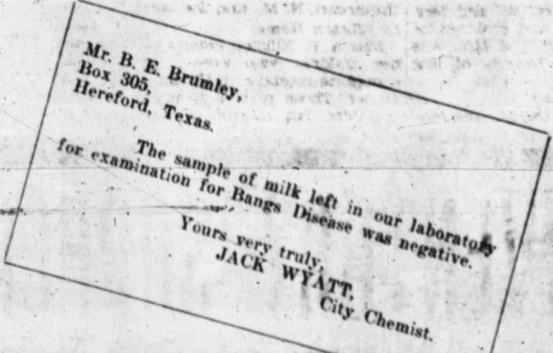 Mr. B. E. Brumley,
Box 305,
Hereford, Texas.
The sample of milk left in our laboratory
for examination for Bangs Disease was negative.
Yours very truly,
JACK WYATT,
City Chemist.